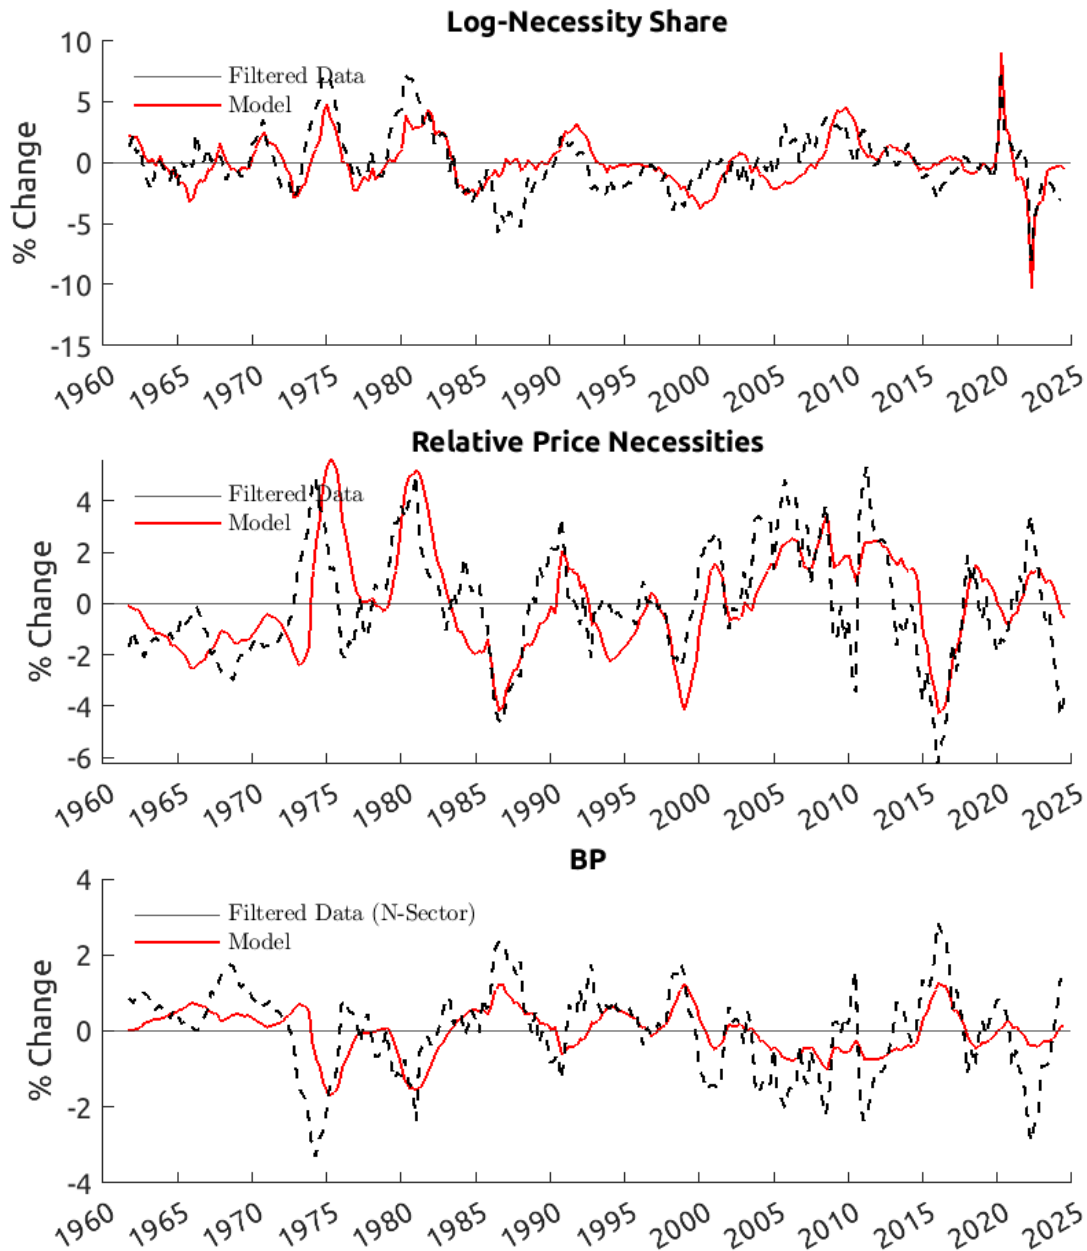 Log-Necessity Share
10
5
0
-5
-10
-15
% Change
Filtered Data
Model
1960 1965 1970 1975 1980 1985 1990 1995 2000 2005 2010 2015 2020 2025
Relative Price Necessities
4
2
0
-2
-4
-6
% Change
Filtered Data
Model
1960 1965 1970 1975 1980 1985 1990 1995 2000 2005 2010 2015 2020 2025
BP
4
2
0
-2
-4
% Change
Filtered Data (N-Sector)
Model
1960 1965 1970 1975 1980 1985 1990 1995 2000 2005 2010 2015 2020 2025